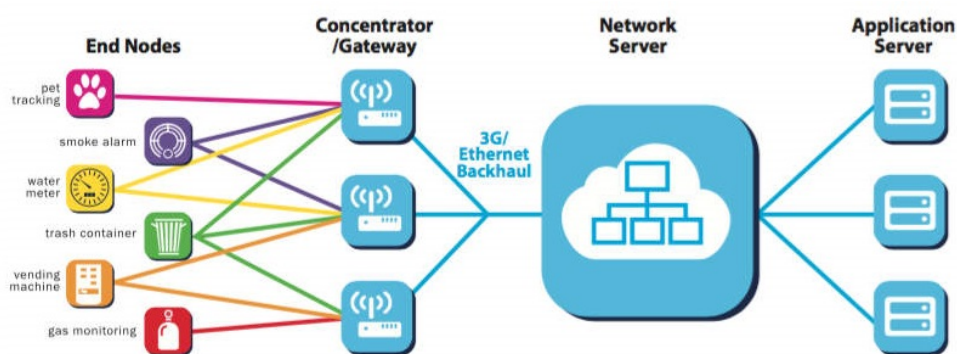 End Nodes
Concentrator
/Gateway
Network
Server
Application
Server
pet
tracking
smoke alarm
water
meter
trash container
vending
machine
gas monitoring
3G/
Ethernet
Backhaul